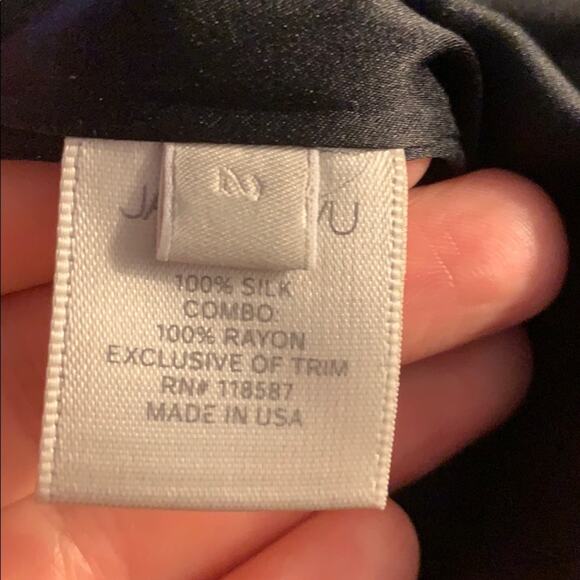 100% SILK
COMBO:
100% RAYON
EXCLUSIVE OF TRIM
RN# 118587
MADE IN USA